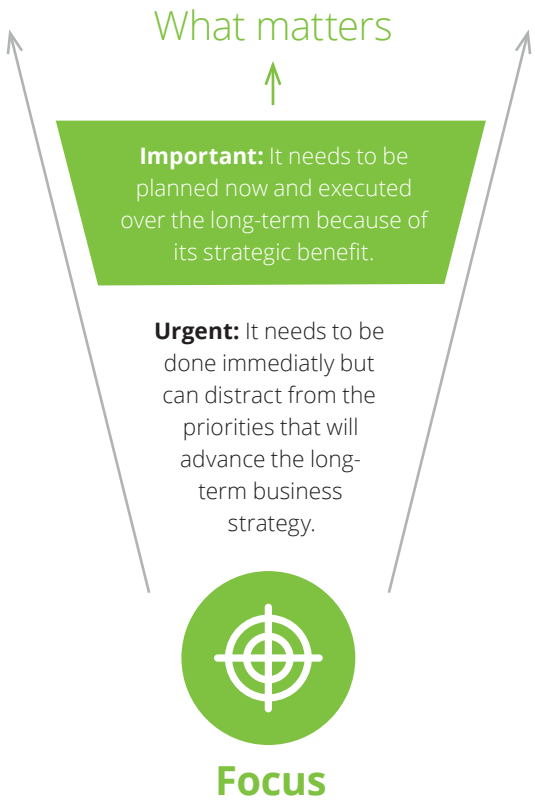 What matters
Important: It needs to be
planned now and executed
over the long-term because of
its strategic benefit.
Urgent: It needs to be
done immediatly but
can distract from the
priorities that will
advance the long-
term business
strategy.
Focus